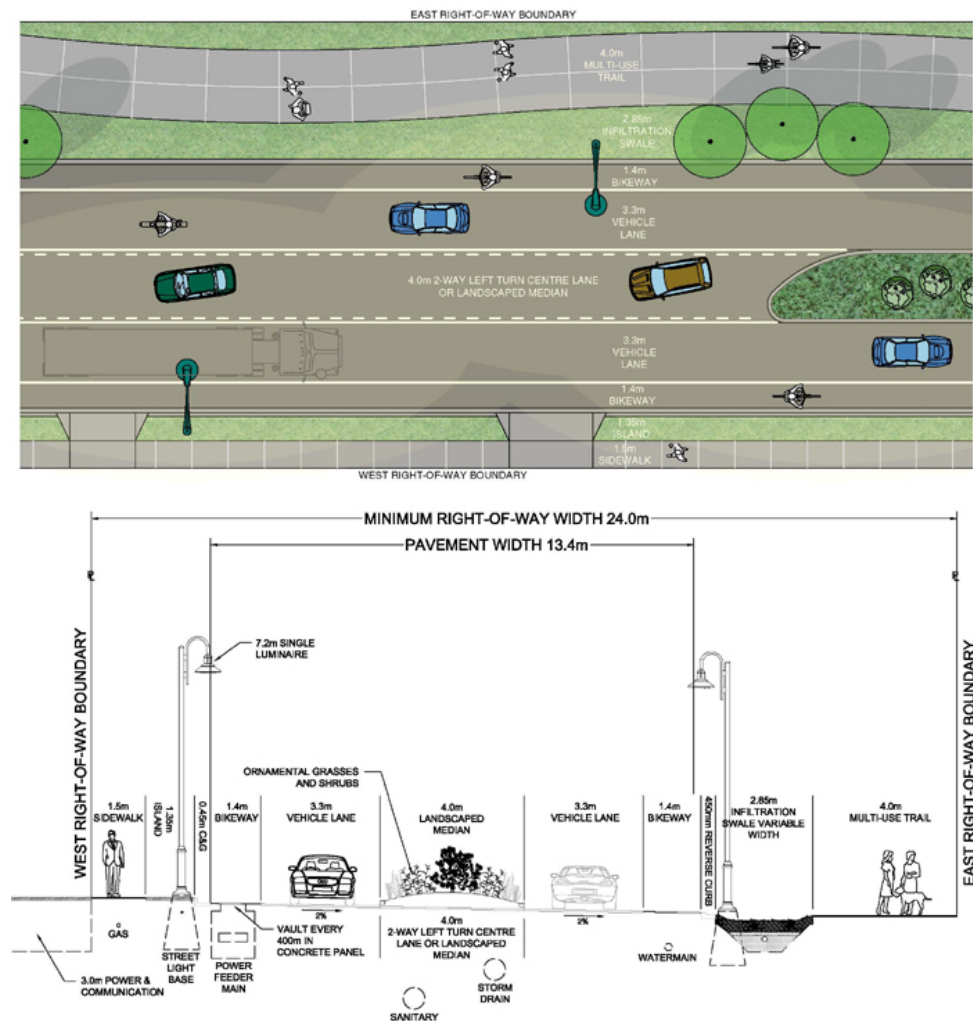 EAST RIGHT-OF-WAY BOUNDARY
4.0m
MULTI-USE
TRAIL
2.85m
INFILTRATION
SWALE
1.4m
BIKEWAY
3.3m
VEHICLE
LANE
4.0m 2-WAY LEFT TURN CENTRE LANE
OR LANDSCAPED MEDIAN
3.3m
VEHICLE
LANE
1.4m
BIKEWAY
1.35m
ISLAND
1.5m
SIDEWALK
WEST RIGHT-OF-WAY BOUNDARY
MINIMUM RIGHT-OF-WAY WIDTH 24.0m
PAVEMENT WIDTH 13.4m
WEST RIGHT-OF-WAY BOUNDARY
EAST RIGHT-OF-WAY BOUNDARY
7.2m SINGLE
LUMINAIRE
ORNAMENTAL GRASSES
AND SHRUBS
1.5m
SIDEWALK
1.35m
ISLAND
0.45m C&G
1.4m
BIKEWAY
3.3m
VEHICLE LANE
4.0m
LANDSCAPED
MEDIAN
3.3m
VEHICLE LANE
1.4m
BIKEWAY
450mm REVERSE CURB
2.85m
INFILTRATION
SWALE VARIABLE
WIDTH
4.0m
MULTI-USE TRAIL
2%
2%
4.0m
2-WAY LEFT TURN CENTRE
LANE OR LANDSCAPED
MEDIAN
GAS
VAULT EVERY
400m IN
CONCRETE PANEL
WATERMAIN
3.0m POWER &
COMMUNICATION
STREET
LIGHT
BASE
POWER
FEEDER
MAIN
STORM
DRAIN
SANITARY